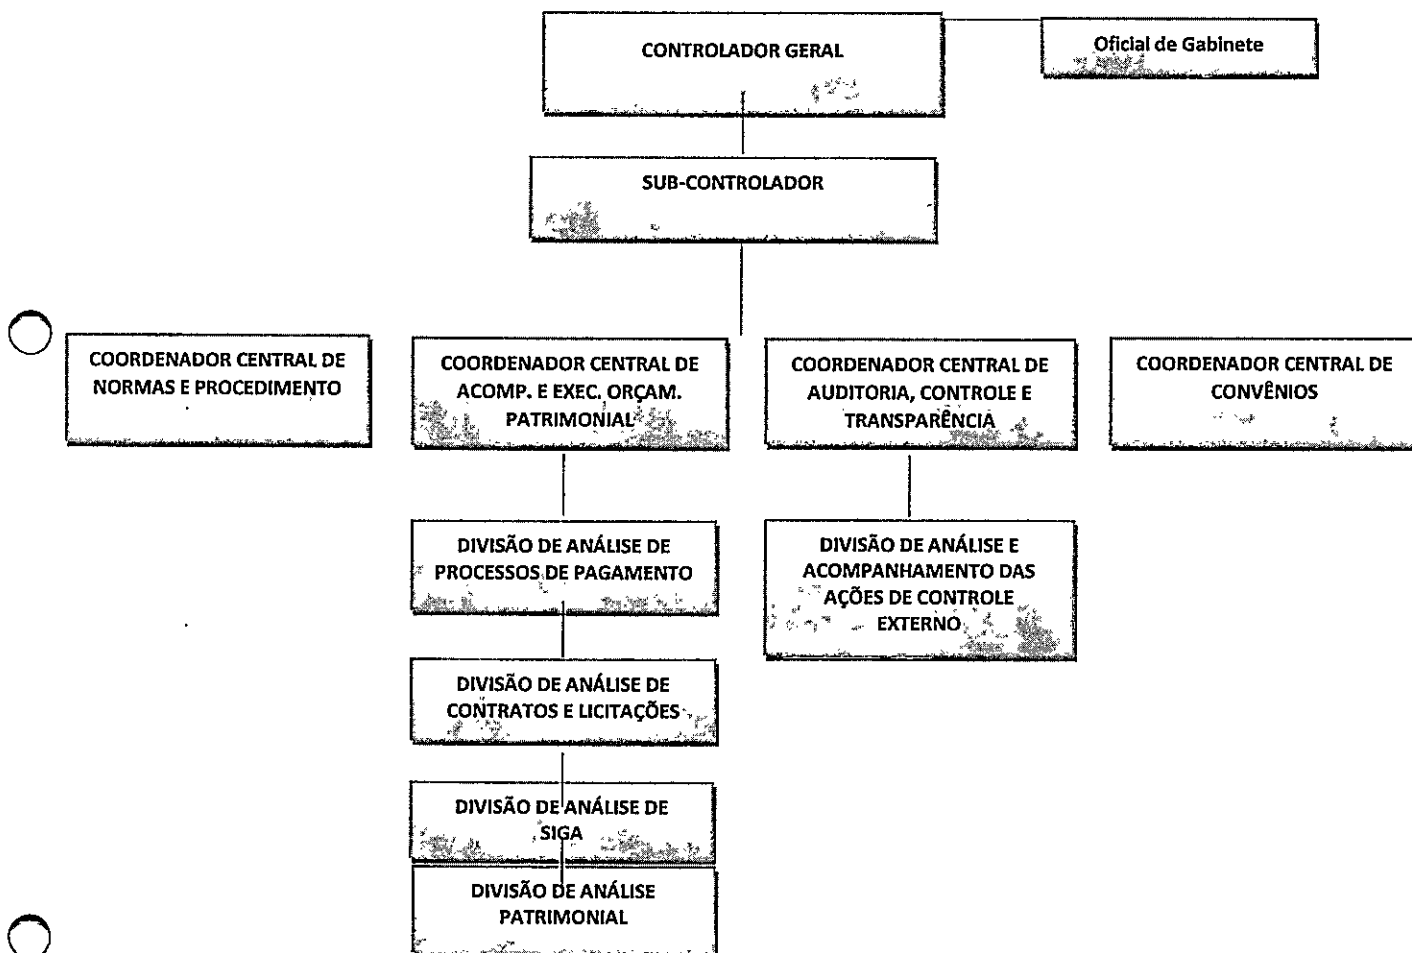 CONTROLADOR GERAL
Oficial de Gabinete
SUB-CONTROLADOR
COORDENADOR CENTRAL DE
NORMAS E PROCEDIMENTO
COORDENADOR CENTRAL DE
ACOMP. E EXEC. ORÇAM.
PATRIMONIAL
COORDENADOR CENTRAL DE
AUDITORIA, CONTROLE E
TRANSPARÊNCIA
COORDENADOR CENTRAL DE
CONVÊNIOS
DIVISÃO DE ANÁLISE DE
PROCESSOS DE PAGAMENTO
DIVISÃO DE ANÁLISE E
ACOMPANHAMENTO DAS
AÇÕES DE CONTROLE
EXTERNO
DIVISÃO DE ANÁLISE DE
CONTRATOS E LICITAÇÕES
DIVISÃO DE ANÁLISE DE
SIGA
DIVISÃO DE ANÁLISE
PATRIMONIAL